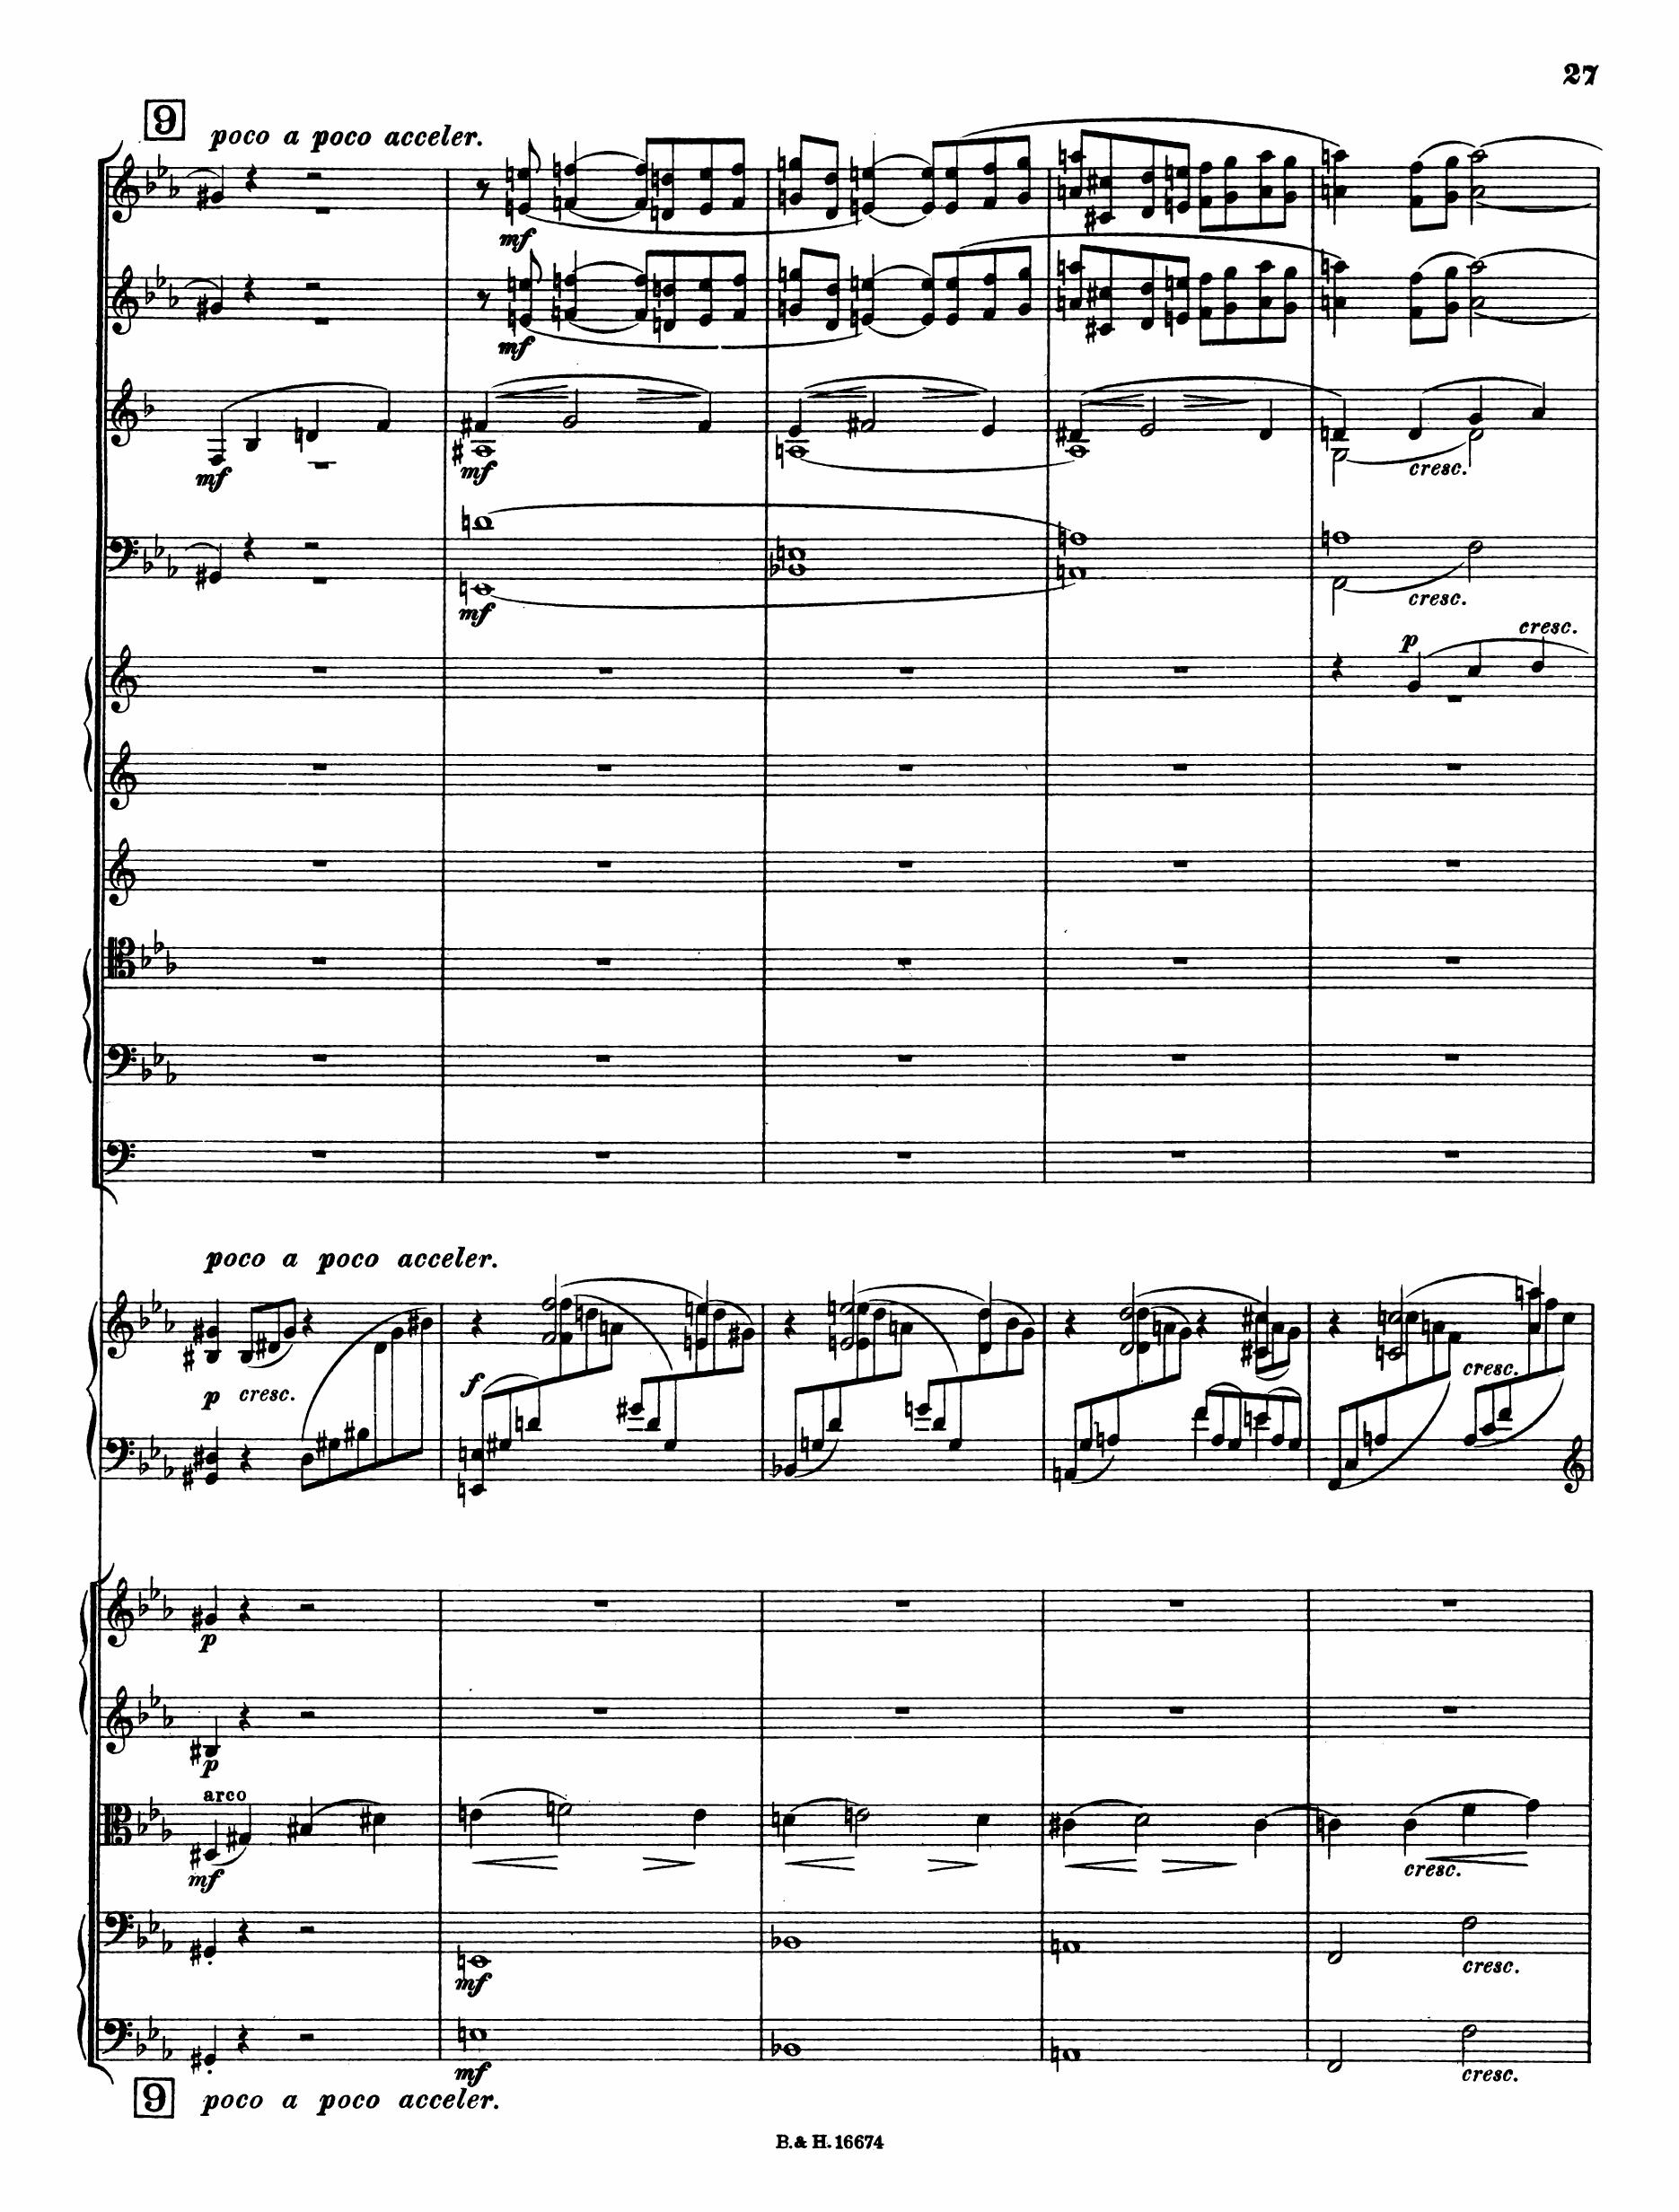 27
9
poco a poco acceler.
mf
mf
mf mf
cresc.
mf
cresc.
p cresc.
poco a poco acceler.
p cresc. f cresc.
p
p
arco
mf
cresc.
mf
cresc.
mf
cresc.
9 poco a poco acceler.
B. & H. 16674